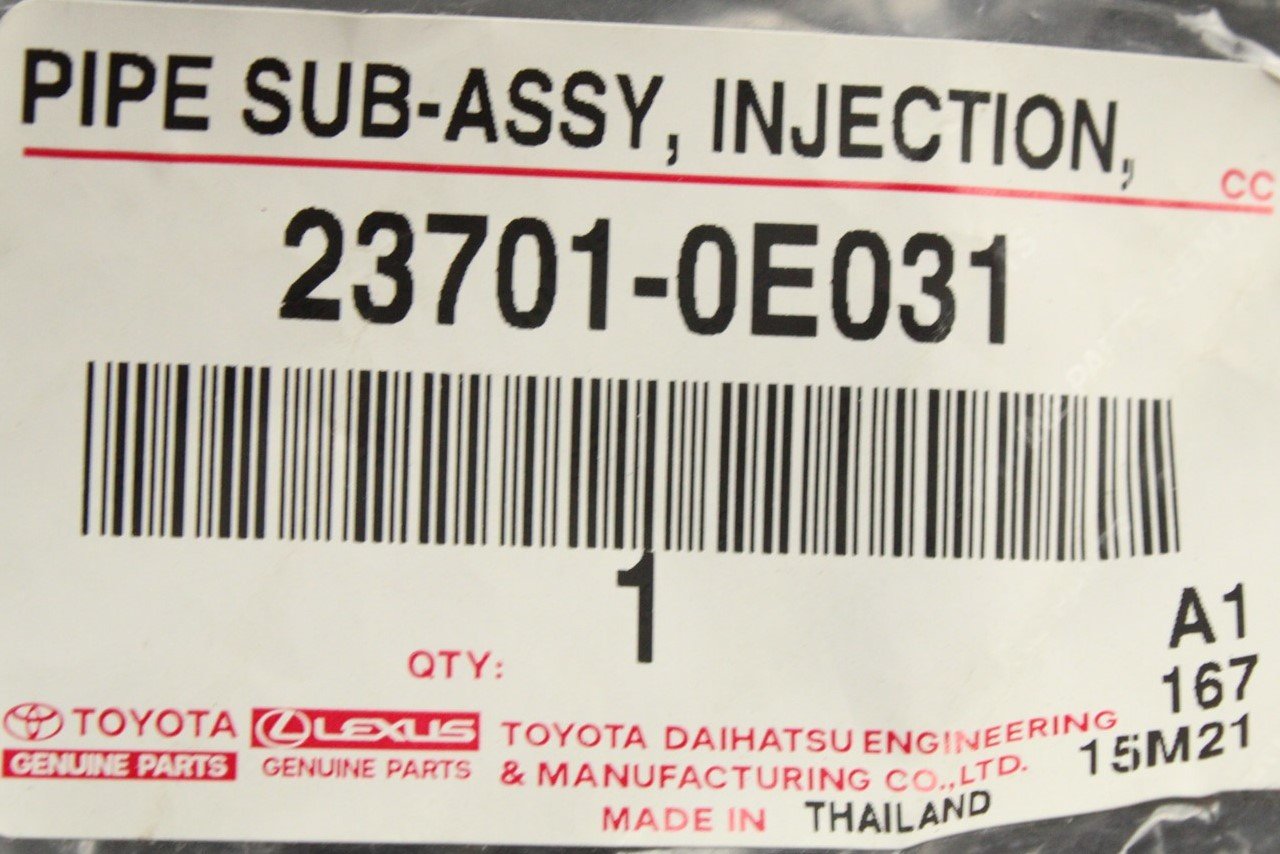 PIPE SUB-ASSY, INJECTION,
CC
23701-0E031
1
QTY:
A1
167
15M21
TOYOTA
GENUINE PARTS
LEXUS
GENUINE PARTS
TOYOTA DAIHATSU ENGINEERING
& MANUFACTURING CO.,LTD.
MADE IN THAILAND